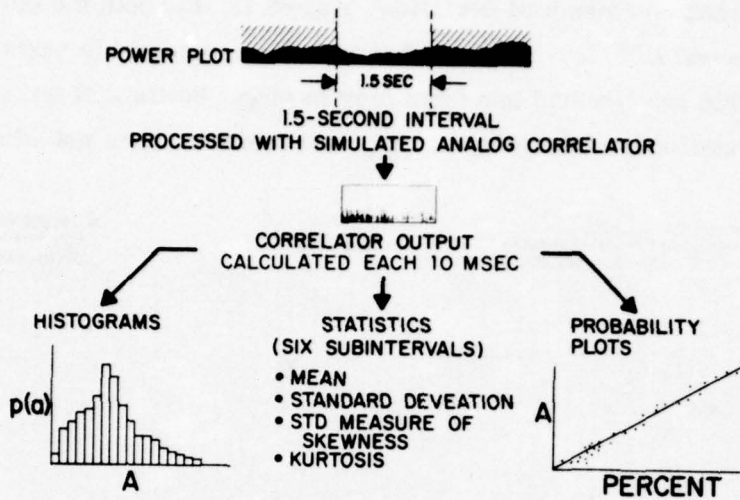 POWER PLOT
1.5 SEC
1.5-SECOND INTERVAL
PROCESSED WITH SIMULATED ANALOG CORRELATOR
CORRELATOR OUTPUT
CALCULATED EACH 10 MSEC
HISTOGRAMS
p(a)
A
STATISTICS
(SIX SUBINTERVALS)
• MEAN
• STANDARD DEVEATION
• STD MEASURE OF
SKEWNESS
• KURTOSIS
PROBABILITY
PLOTS
A
PERCENT